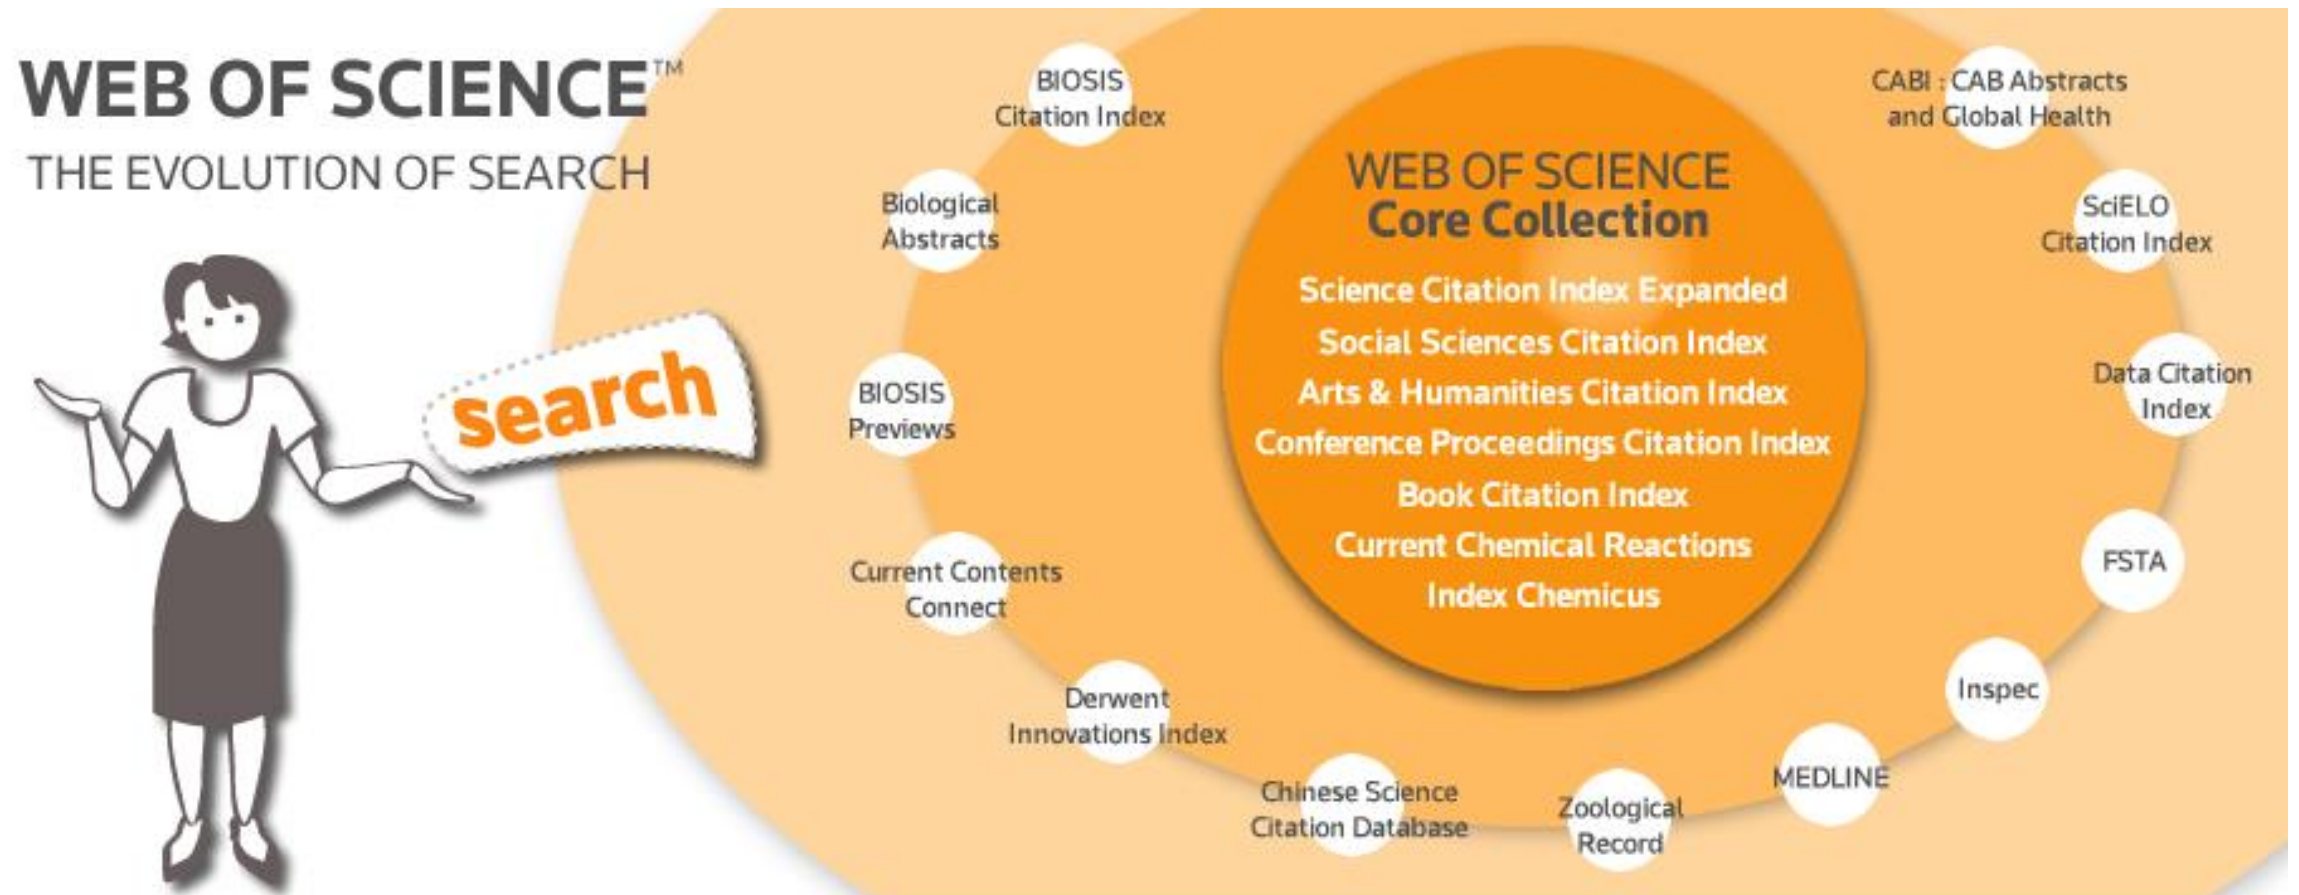 WEB OF SCIENCE™
THE EVOLUTION OF SEARCH
search
BIOSIS
Citation Index
Biological
Abstracts
BIOSIS
Previews
Current Contents
Connect
Derwent
Innovations Index
Chinese Science
Citation Database
Zoological
Record
MEDLINE
Inspec
FSTA
Data Citation
Index
SciELO
Citation Index
CABI : CAB Abstracts
and Global Health
WEB OF SCIENCE
Core Collection
Science Citation Index Expanded
Social Sciences Citation Index
Arts & Humanities Citation Index
Conference Proceedings Citation Index
Book Citation Index
Current Chemical Reactions
Index Chemicus